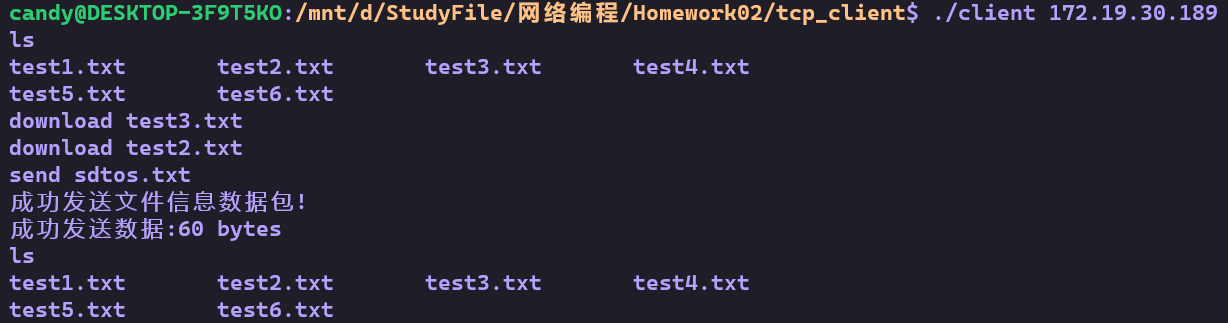 candy@DESKTOP-3F9T5KO:/mnt/d/StudyFile/网络编程/Homework02/tcp_client$ ./client 172.19.30.189
ls
test1.txt       test2.txt       test3.txt       test4.txt
test5.txt       test6.txt
download test3.txt
download test2.txt
send sdtos.txt
成功发送文件信息数据包!
成功发送数据:60 bytes
ls
test1.txt       test2.txt       test3.txt       test4.txt
test5.txt       test6.txt